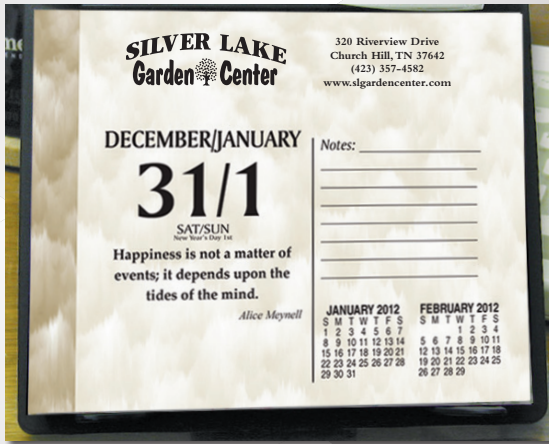 SILVER LAKE
Garden Center
320 Riverview Drive
Church Hill, TN 37642
(423) 357-4582
www.slgardencenter.com
DECEMBER/JANUARY
31/1
SAT/SUN
New Year's Day 1st
Happiness is not a matter of
events; it depends upon the
tides of the mind.
Alice Meynell
Notes:
JANUARY 2012
S M T W T F S
1 2 3 4 5 6 7
8 9 10 11 12 13 14
15 16 17 18 19 20 21
22 23 24 25 26 27 28
29 30 31
FEBRUARY 2012
S M T W T F S
1 2 3 4
5 6 7 8 9 10 11
12 13 14 15 16 17 18
19 20 21 22 23 24 25
26 27 28 29